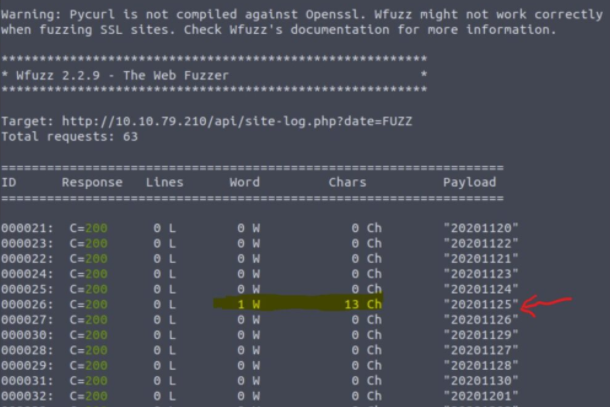 Warning: Pycurl is not compiled against Openssl. Wfuzz might not work correctly
when fuzzing SSL sites. Check Wfuzz's documentation for more information.
********************************************************
* Wfuzz 2.2.9 - The Web Fuzzer *
********************************************************
Target: http://10.10.79.210/api/site-log.php?date=FUZZ
Total requests: 63
==================================================================
ID Response Lines Word Chars Payload
==================================================================
000021: C=200 0 L 0 W 0 Ch "20201120"
000023: C=200 0 L 0 W 0 Ch "20201122"
000022: C=200 0 L 0 W 0 Ch "20201121"
000024: C=200 0 L 0 W 0 Ch "20201123"
000025: C=200 0 L 0 W 0 Ch "20201124"
000026: C=200 0 L 1 W 13 Ch "20201125"
000027: C=200 0 L 0 W 0 Ch "20201126"
000030: C=200 0 L 0 W 0 Ch "20201129"
000028: C=200 0 L 0 W 0 Ch "20201127"
000029: C=200 0 L 0 W 0 Ch "20201128"
000031: C=200 0 L 0 W 0 Ch "20201130"
000032: C=200 0 L 0 W 0 Ch "20201201"